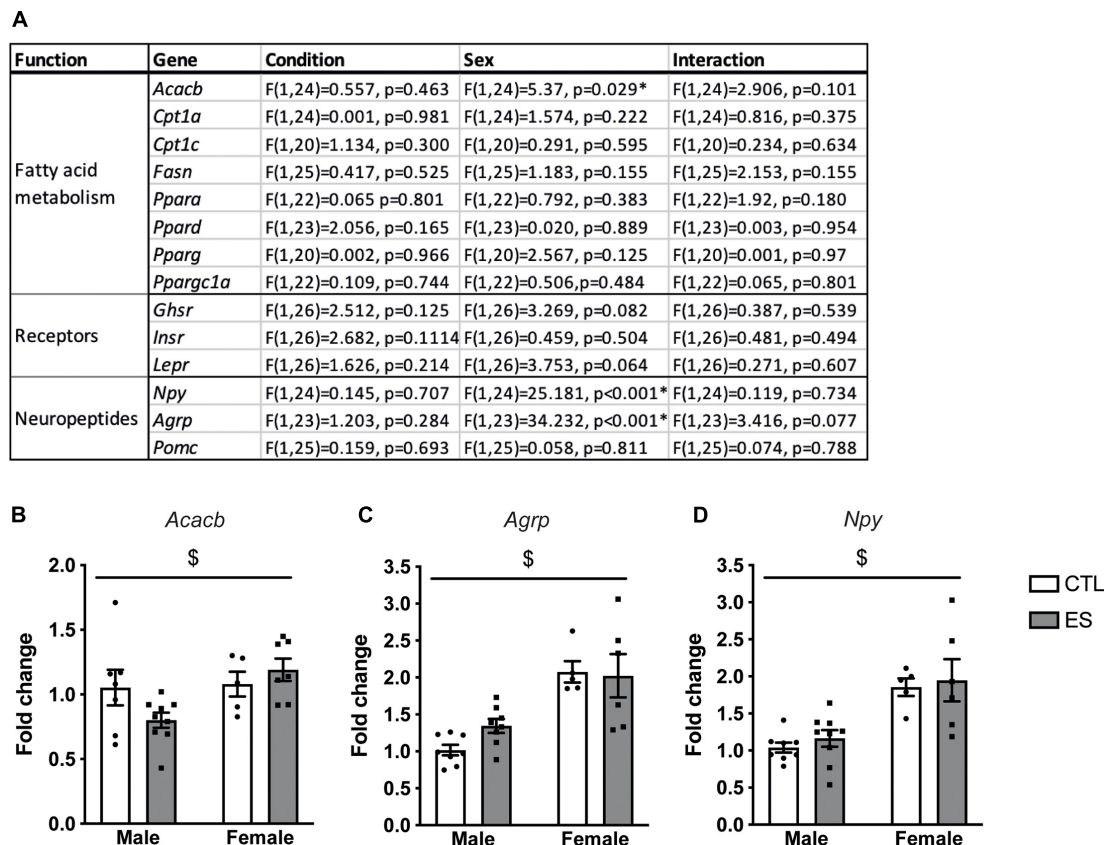 A
Function Gene Condition Sex Interaction
Fatty acid metabolism
Acacb F(1,24)=0.557, p=0.463 F(1,24)=5.37, p=0.029* F(1,24)=2.906, p=0.101
Cpt1a F(1,24)=0.001, p=0.981 F(1,24)=1.574, p=0.222 F(1,24)=0.816, p=0.375
Cpt1c F(1,20)=1.134, p=0.300 F(1,20)=0.291, p=0.595 F(1,20)=0.234, p=0.634
Fasn F(1,25)=0.417, p=0.525 F(1,25)=1.183, p=0.155 F(1,25)=2.153, p=0.155
Ppara F(1,22)=0.065 p=0.801 F(1,22)=0.792, p=0.383 F(1,22)=1.92, p=0.180
Ppard F(1,23)=2.056, p=0.165 F(1,23)=0.020, p=0.889 F(1,23)=0.003, p=0.954
Pparg F(1,20)=0.002, p=0.966 F(1,20)=2.567, p=0.125 F(1,20)=0.001, p=0.97
Ppargc1a F(1,22)=0.109, p=0.744 F(1,22)=0.506,p=0.484 F(1,22)=0.065, p=0.801
Receptors
Ghsr F(1,26)=2.512, p=0.125 F(1,26)=3.269, p=0.082 F(1,26)=0.387, p=0.539
Insr F(1,26)=2.682, p=0.1114 F(1,26)=0.459, p=0.504 F(1,26)=0.481, p=0.494
Lepr F(1,26)=1.626, p=0.214 F(1,26)=3.753, p=0.064 F(1,26)=0.271, p=0.607
Neuropeptides
Npy F(1,24)=0.145, p=0.707 F(1,24)=25.181, p<0.001* F(1,24)=0.119, p=0.734
Agrp F(1,23)=1.203, p=0.284 F(1,23)=34.232, p<0.001* F(1,23)=3.416, p=0.077
Pomc F(1,25)=0.159, p=0.693 F(1,25)=0.058, p=0.811 F(1,25)=0.074, p=0.788
B
Acacb
$
Fold change
2.0
1.5
1.0
0.5
0.0
Male Female
C
Agrp
$
Fold change
3.5
3.0
2.5
2.0
1.5
1.0
0.5
0.0
Male Female
D
Npy
$
Fold change
3.5
3.0
2.5
2.0
1.5
1.0
0.5
0.0
Male Female
CTL
ES